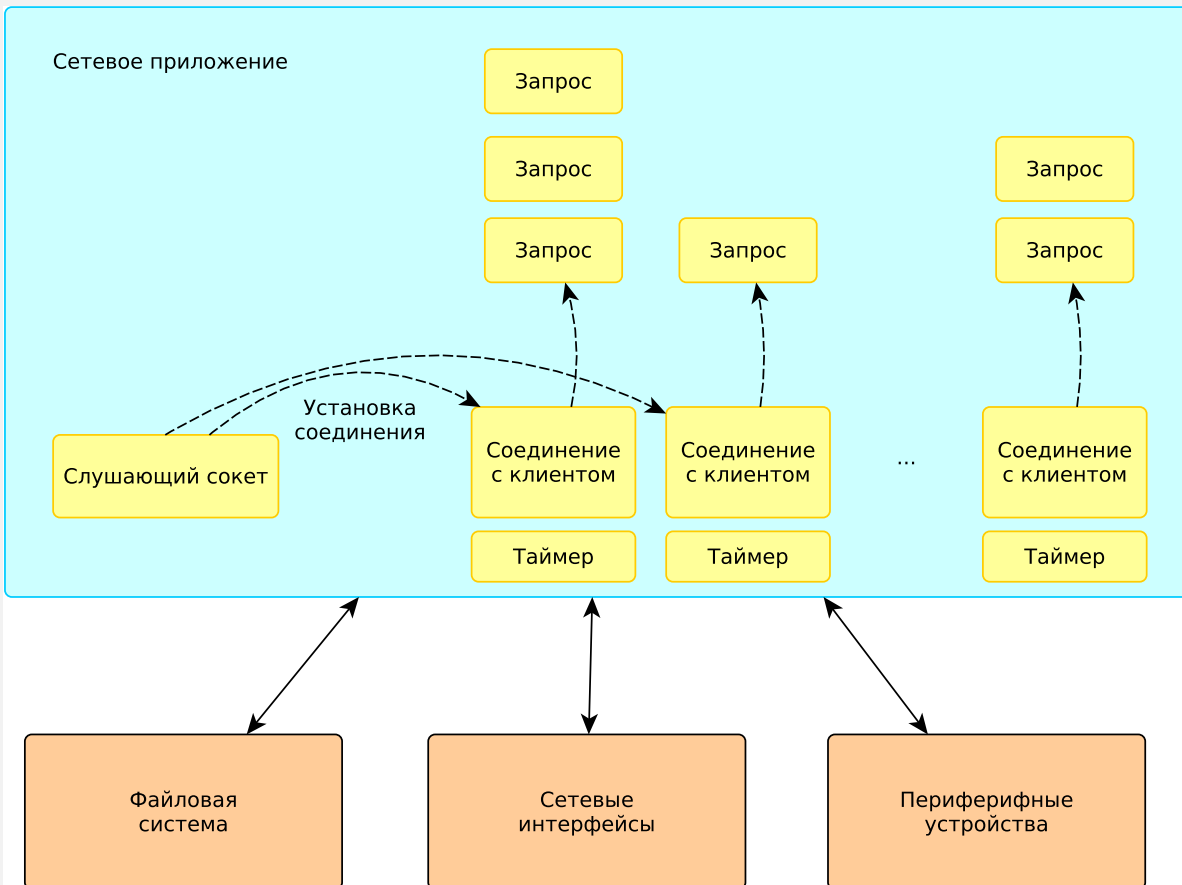 Сетевое приложение
Запрос
Запрос
Запрос
Запрос
Запрос
Запрос
Установка
соединения
Слушающий сокет
Соединение
с клиентом
Соединение
с клиентом
...
Соединение
с клиентом
Таймер
Таймер
Таймер
Файловая
система
Сетевые
интерфейсы
Периферифные
устройства